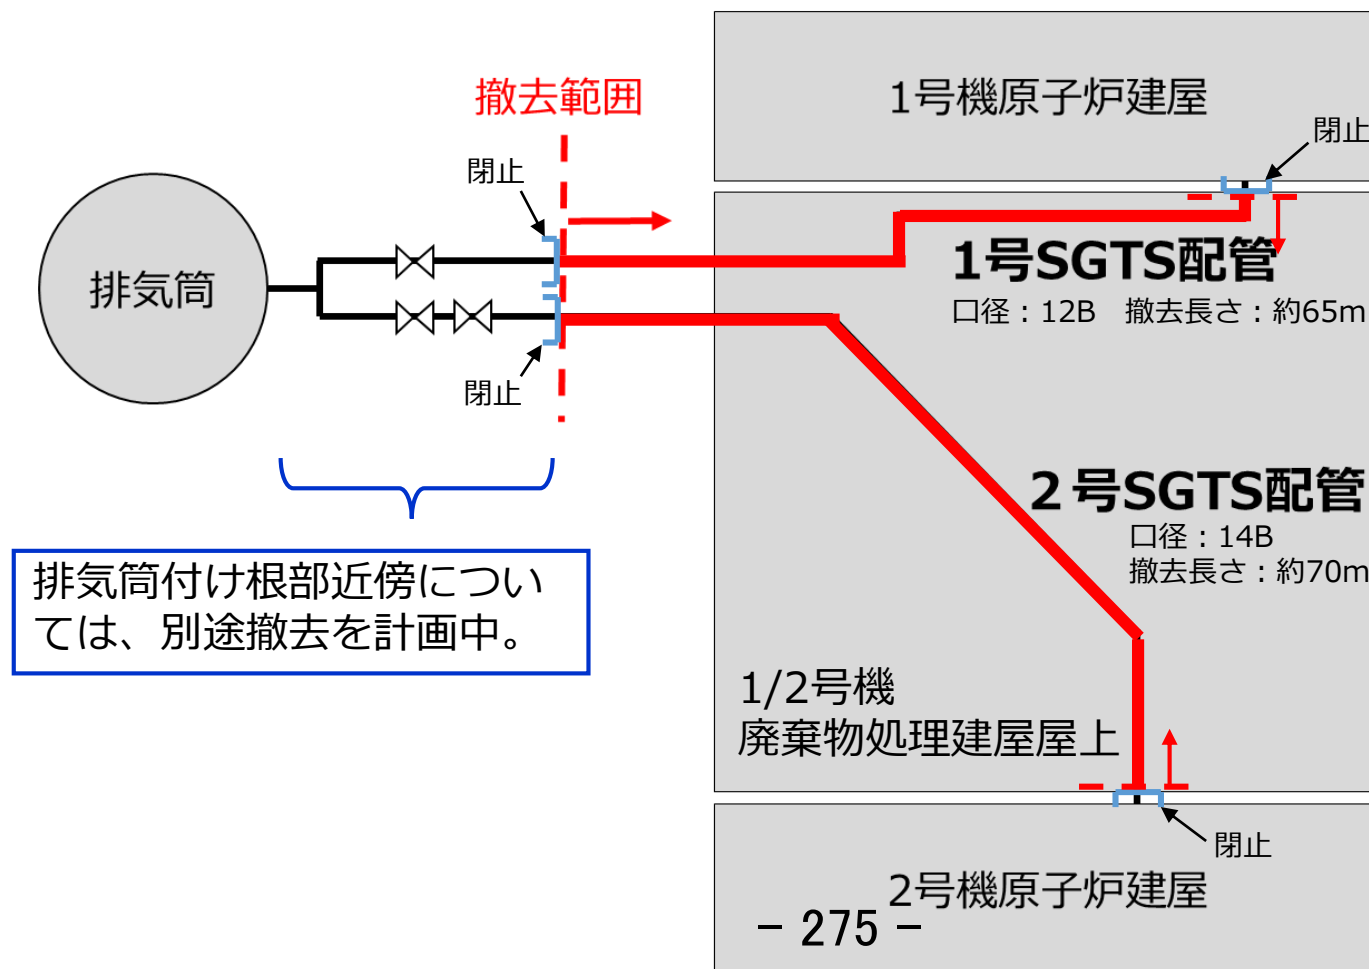 1号機原子炉建屋
撤去範囲
閉止
閉止
排気筒
1号SGTS配管
口径：12B　撤去長さ：約65m
閉止
２号SGTS配管
口径：14B
撤去長さ：約70m
排気筒付け根部近傍につい
ては、別途撤去を計画中。
1/2号機
廃棄物処理建屋屋上
閉止
2号機原子炉建屋
− 275 −